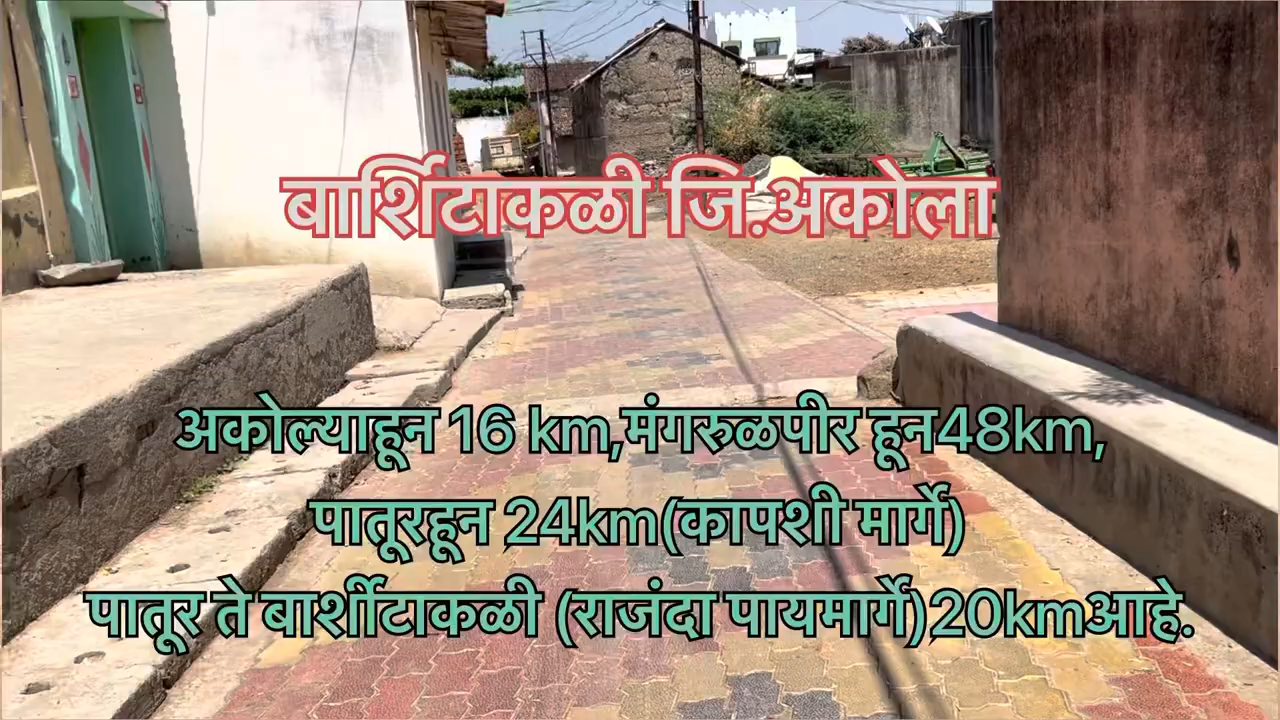 बार्शिटाकळी जि.अकोला
अकोल्याहून 16 km,मंगरुळपीर हून48km,
पातूरहून 24km(कापशी मार्गे)
पातूर ते बार्शीटाकळी (राजंदा पायमार्गे)20kmआहे.